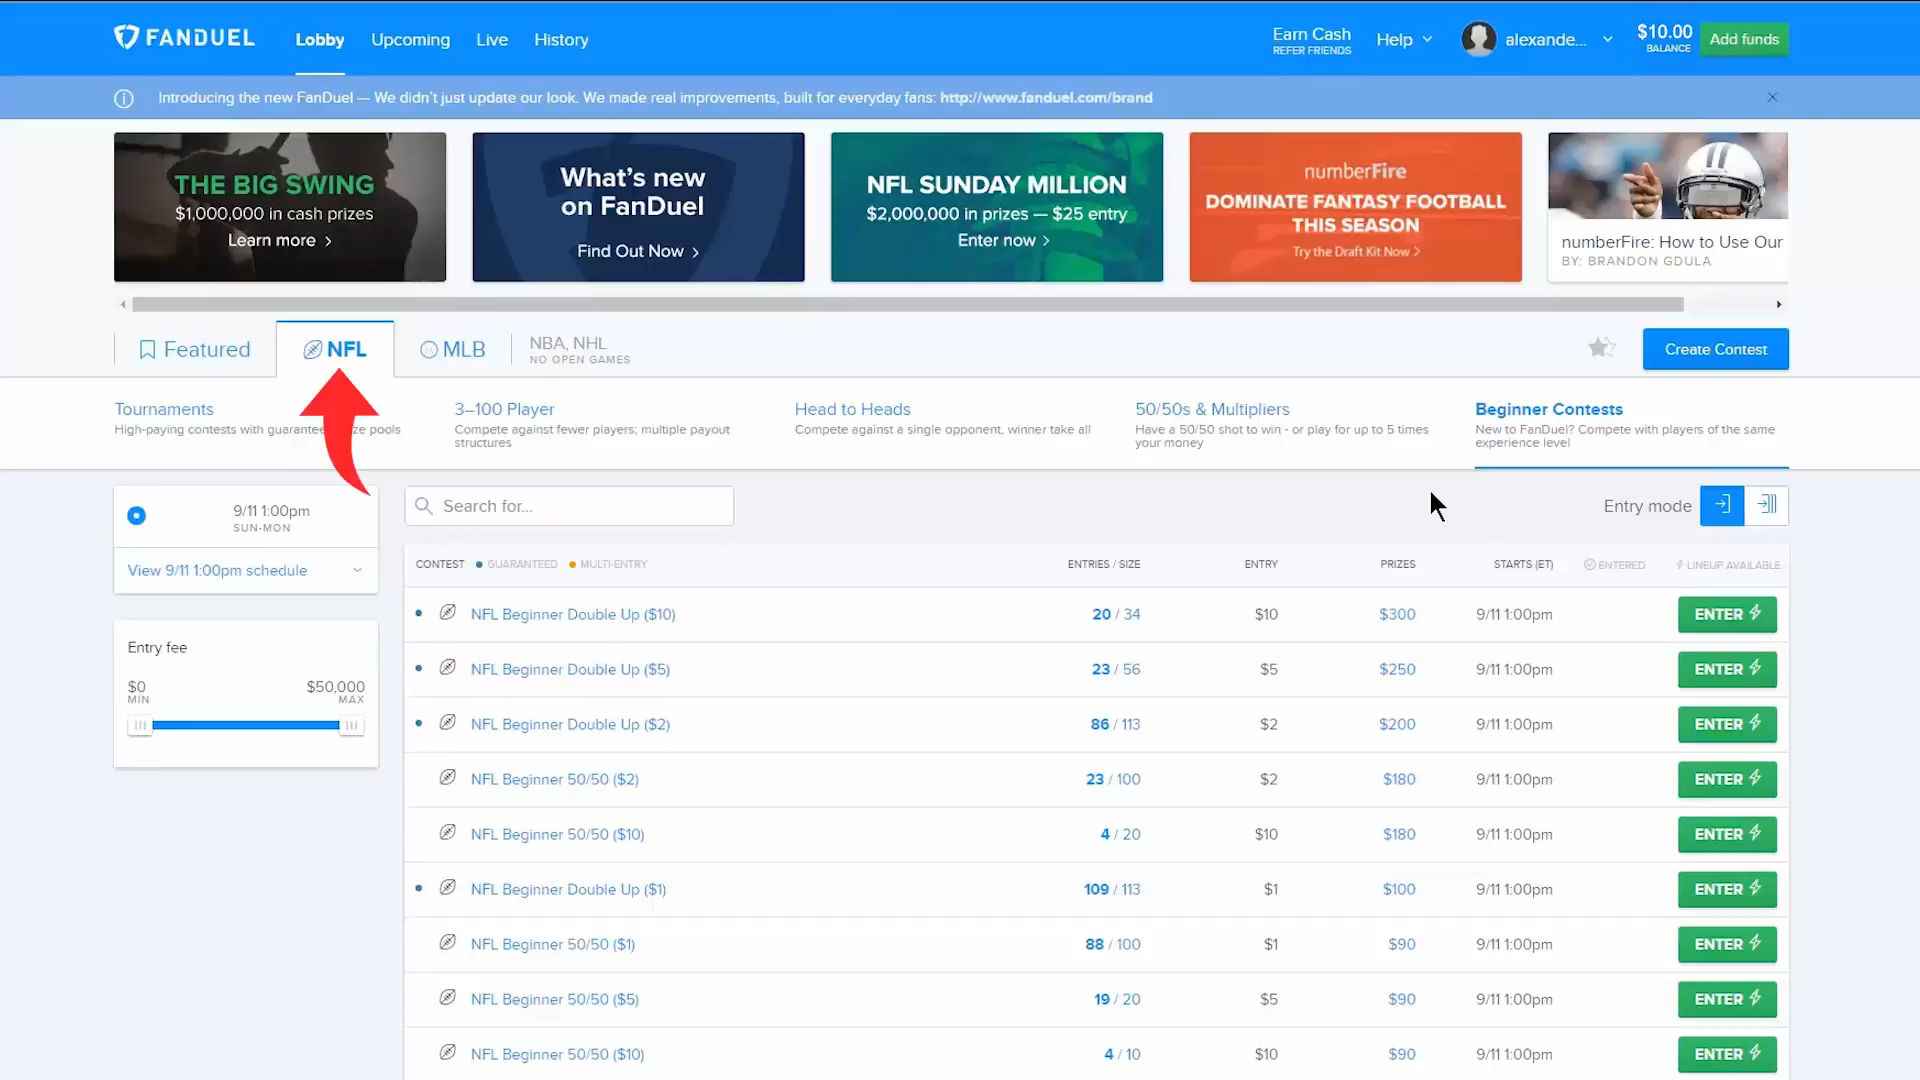 FANDUEL
Lobby
Upcoming
Live
History
Earn Cash
REFER FRIENDS
Help
alexande...
$10.00
BALANCE
Add funds
Introducing the new FanDuel — We didn't just update our look. We made real improvements, built for everyday fans: http://www.fanduel.com/brand
THE BIG SWING
$1,000,000 in cash prizes
Learn more >
What's new
on FanDuel
Find Out Now >
NFL SUNDAY MILLION
$2,000,000 in prizes — $25 entry
Enter now >
numberFire
DOMINATE FANTASY FOOTBALL
THIS SEASON
Try the Draft Kit Now >
numberFire: How to Use Our
BY: BRANDON GDULA
Featured
NFL
MLB
NBA, NHL
NO OPEN GAMES
Create Contest
Tournaments
High-paying contests with guarantee ze pools
3–100 Player
Compete against fewer players; multiple payout
structures
Head to Heads
Compete against a single opponent, winner take all
50/50s & Multipliers
Have a 50/50 shot to win - or play for up to 5 times
your money
Beginner Contests
New to FanDuel? Compete with players of the same
experience level
9/11 1:00pm
SUN-MON
View 9/11 1:00pm schedule
Entry fee
$0
MIN
$50,000
MAX
Search for...
Entry mode
CONTEST GUARANTEED MULTI-ENTRY ENTRIES / SIZE ENTRY PRIZES STARTS (ET) ENTERED LINEUP AVAILABLE
NFL Beginner Double Up ($10) 20 / 34 $10 $300 9/11 1:00pm ENTER
NFL Beginner Double Up ($5) 23 / 56 $5 $250 9/11 1:00pm ENTER
NFL Beginner Double Up ($2) 86 / 113 $2 $200 9/11 1:00pm ENTER
NFL Beginner 50/50 ($2) 23 / 100 $2 $180 9/11 1:00pm ENTER
NFL Beginner 50/50 ($10) 4 / 20 $10 $180 9/11 1:00pm ENTER
NFL Beginner Double Up ($1) 109 / 113 $1 $100 9/11 1:00pm ENTER
NFL Beginner 50/50 ($1) 88 / 100 $1 $90 9/11 1:00pm ENTER
NFL Beginner 50/50 ($5) 19 / 20 $5 $90 9/11 1:00pm ENTER
NFL Beginner 50/50 ($10) 4 / 10 $10 $90 9/11 1:00pm ENTER